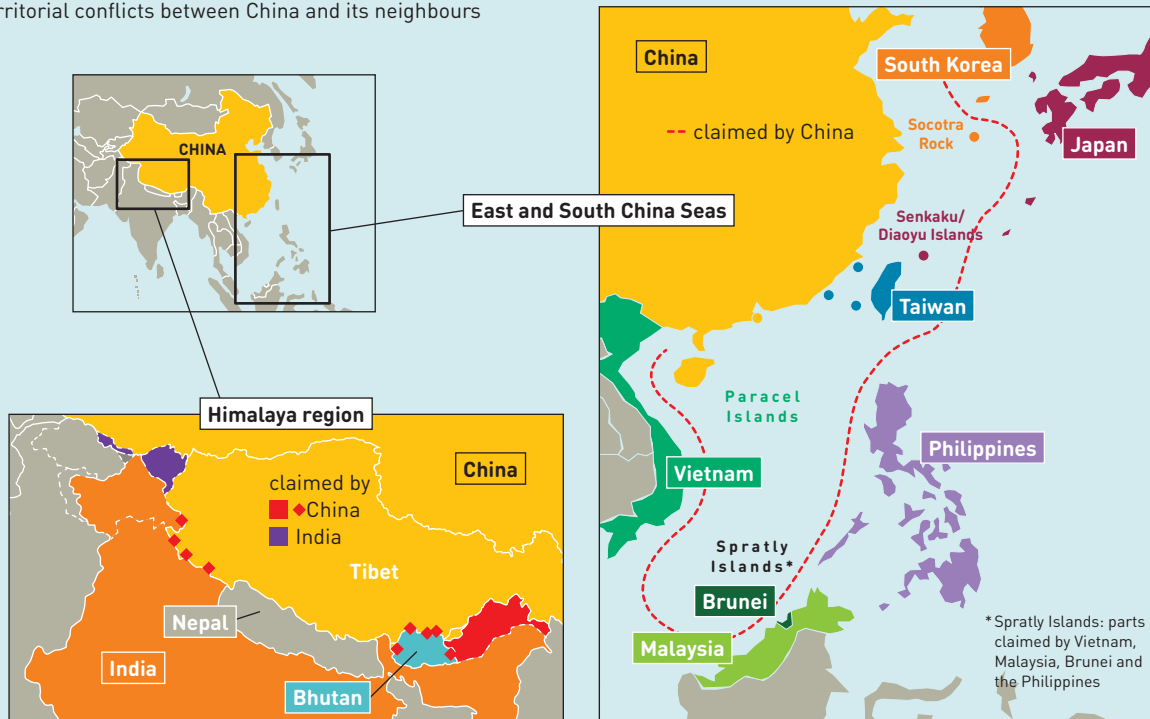 rritorial conflicts between China and its neighbours
CHINA
East and South China Seas
Himalaya region
claimed by
China
India
China
Tibet
Nepal
India
Bhutan
China
claimed by China
South Korea
Socotra
Rock
Japan
Senkaku/
Diaoyu Islands
Taiwan
Paracel
Islands
Philippines
Vietnam
Spratly
Islands*
Brunei
Malaysia
* Spratly Islands: parts
claimed by Vietnam,
Malaysia, Brunei and
the Philippines